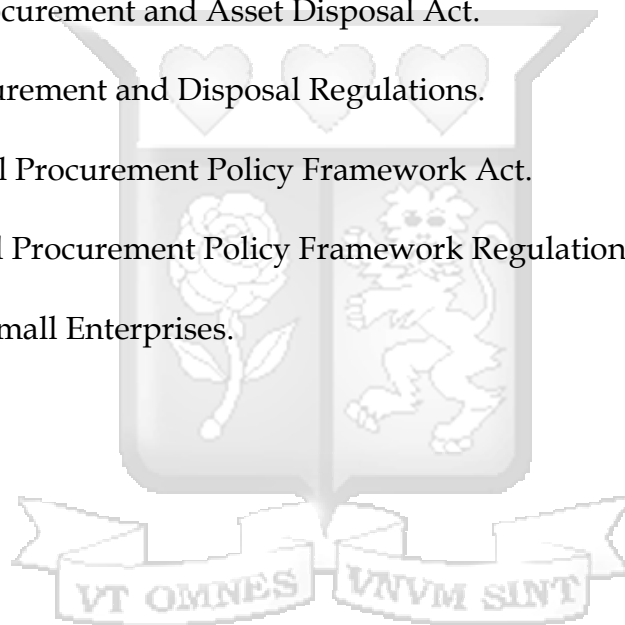 ocurement and Asset Disposal Act.
urement and Disposal Regulations.
l Procurement Policy Framework Act.
l Procurement Policy Framework Regulation
mall Enterprises.
VT OMNES VNVM SINT